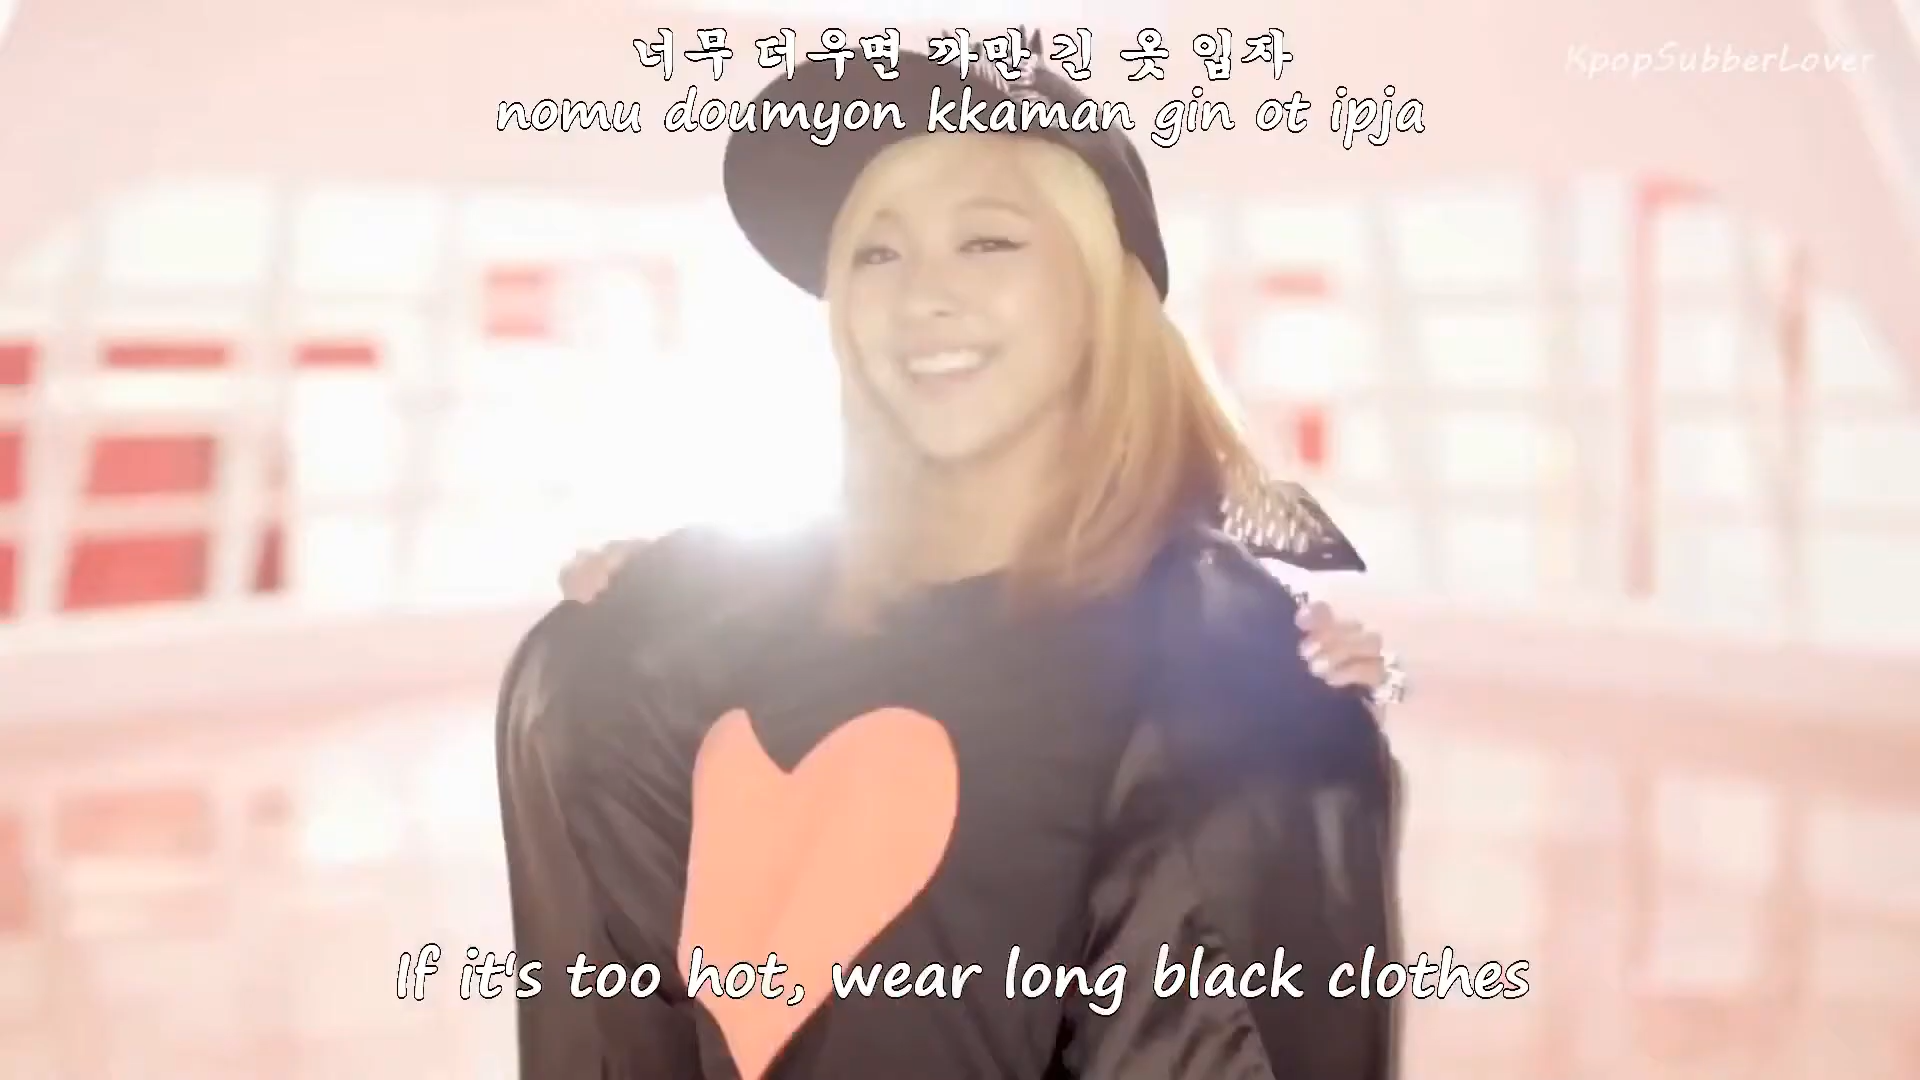 너무 더우면 까만 긴 옷 입자
KpopSubberLover
nomu doumyon kkaman gin ot ipja
If it's too hot, wear long black clothes